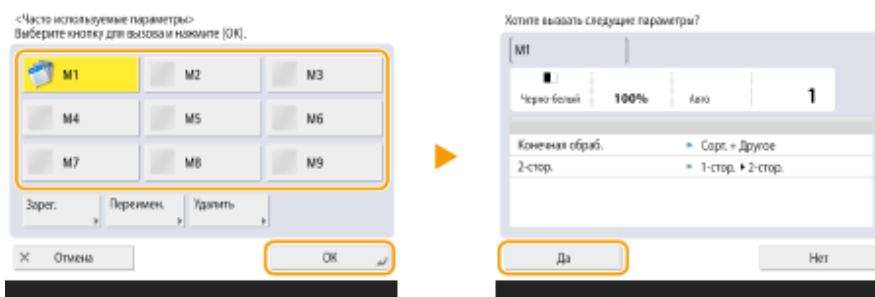 <Часто используемые параметры>
Выберите кнопку для вызова и нажмите [OK].
M1
M2
M3
M4
M5
M6
M7
M8
M9
Зарег.
Переимен.
Удалить
Отмена
OK
Хотите вызвать следущие параметры?
M1
Черно-белый
100%
Авто
1
Конечная обраб.
Сорт. + Другое
2-стор.
1-стор. ▸ 2-стор.
Да
Нет